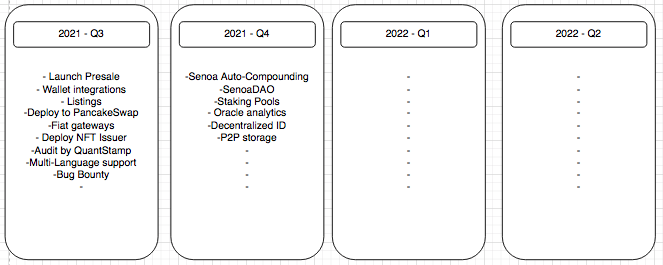 2021 - Q3
- Launch Presale
- Wallet integrations
- Listings
-Deploy to PancakeSwap
-Fiat gateways
- Deploy NFT Issuer
-Audit by QuantStamp
-Multi-Language support
-Bug Bounty
-
2021 - Q4
-Senoa Auto-Compounding
-SenoaDAO
-Staking Pools
- Oracle analytics
-Decentralized ID
-P2P storage
-
-
-
-
2022 - Q1
-
-
-
-
-
-
-
-
-
-
2022 - Q2
-
-
-
-
-
-
-
-
-
-